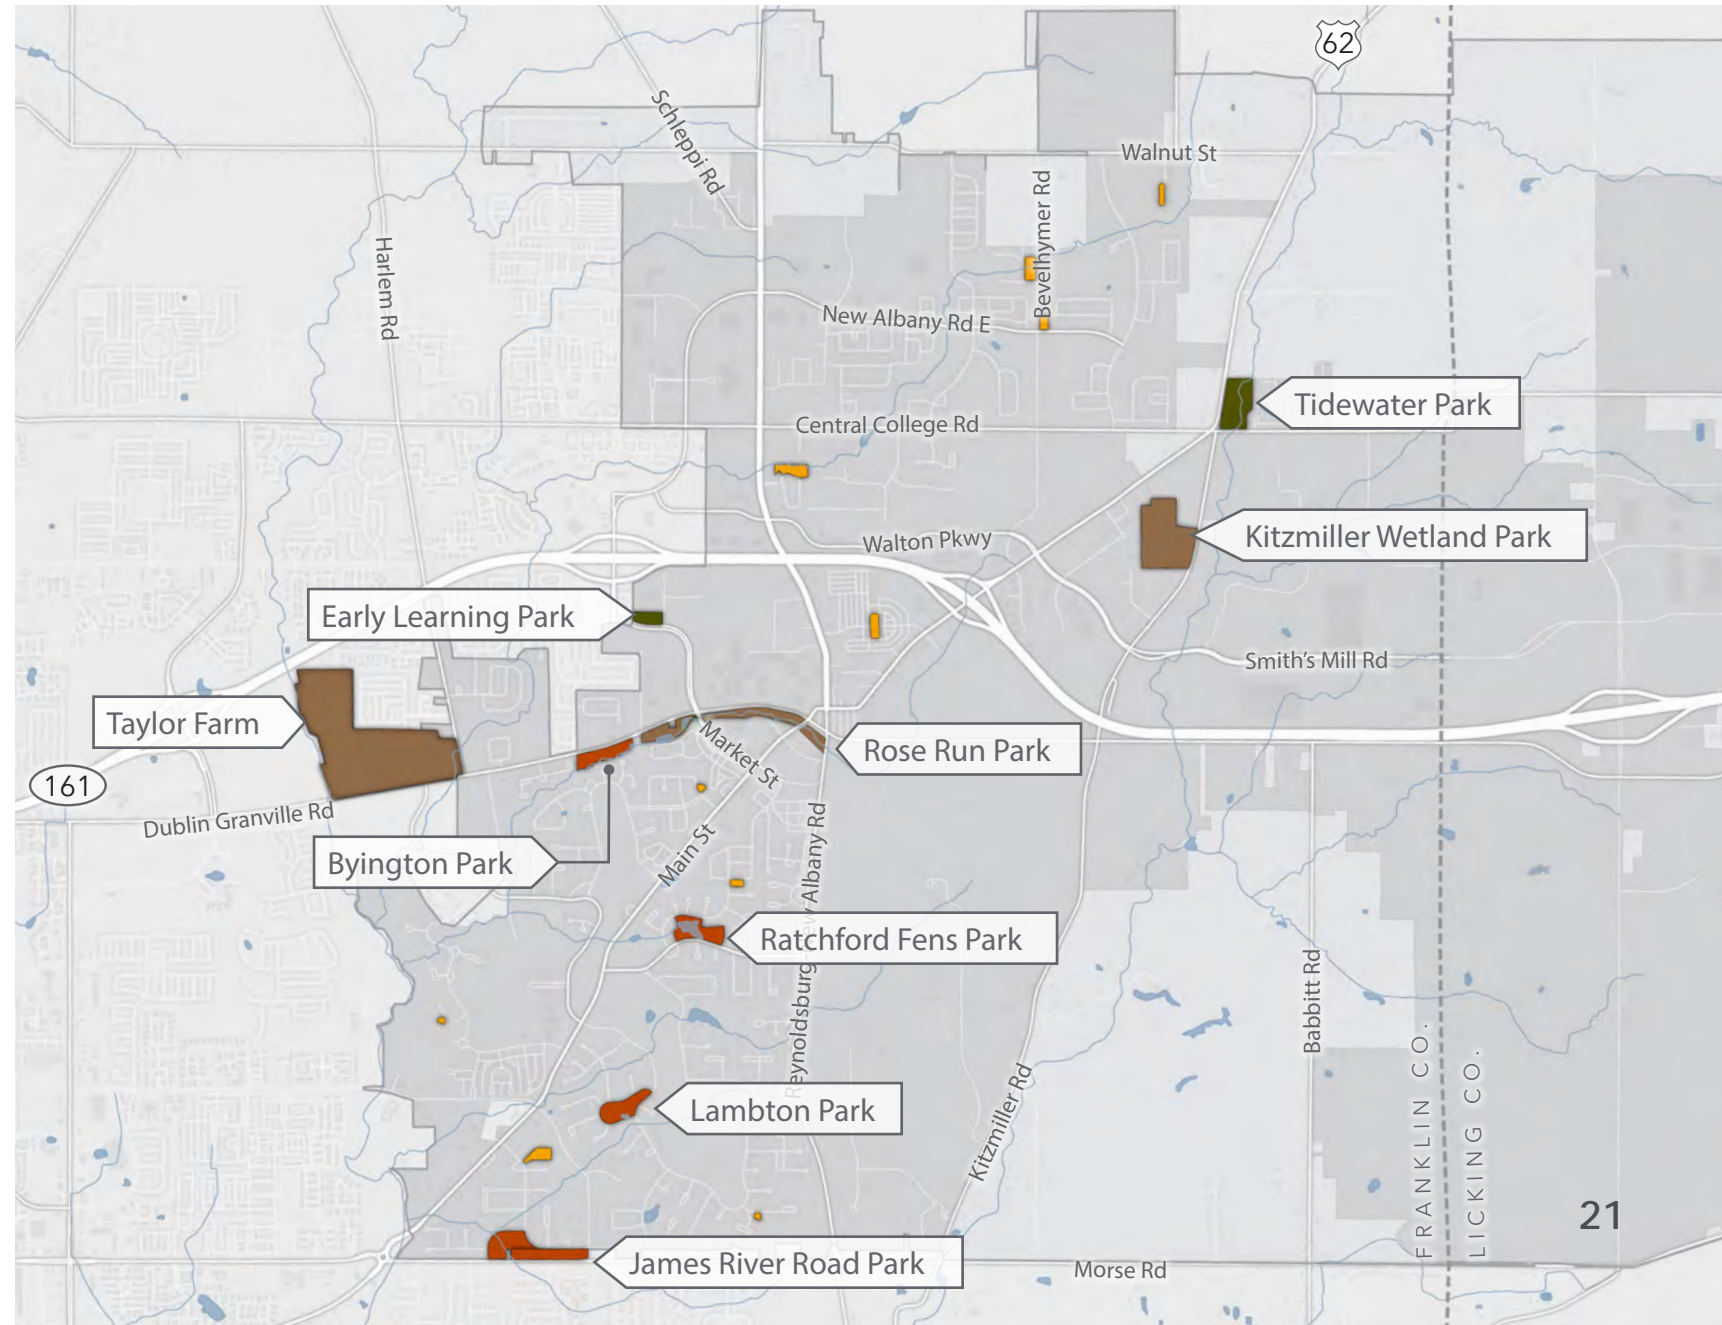 62
Schleppi Rd
Walnut St
Bevelhymer Rd
Harlem Rd
New Albany Rd E
Tidewater Park
Central College Rd
Kitzmiller Wetland Park
Walton Pkwy
Early Learning Park
Smith's Mill Rd
Taylor Farm
Market St
Rose Run Park
161
Dublin Granville Rd
Byington Park
Main St
Reynoldsburg-New Albany Rd
Ratchford Fens Park
Babbitt Rd
Kitzmiller Rd
Lambton Park
FRANKLIN CO.
LICKING CO.
21
James River Road Park
Morse Rd